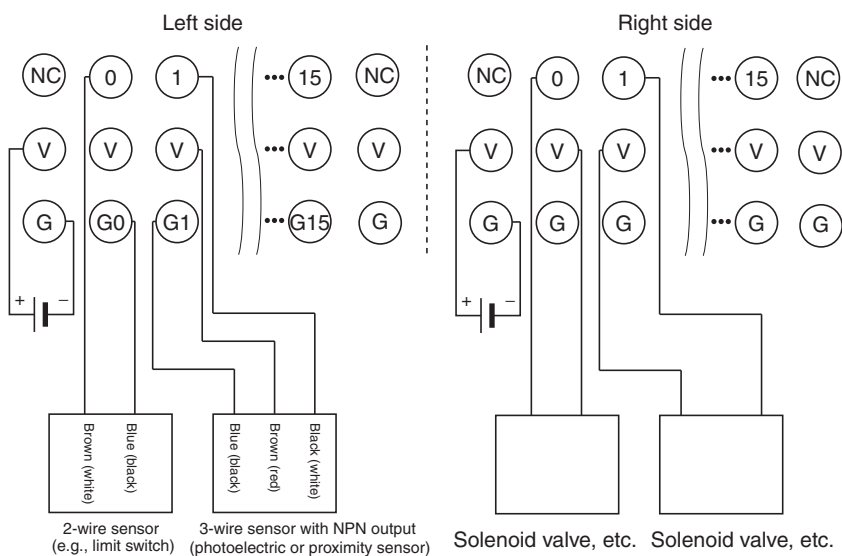 Left side
Right side
NC 0 1 ••• 15 NC
NC 0 1 ••• 15 NC
V V V ••• V V
V V V ••• V V
G G0 G1 ••• G15 G
G G G ••• G G
+ −
+ −
Brown (white)
Blue (black)
Blue (black)
Brown (red)
Black (white)
2-wire sensor
(e.g., limit switch)
3-wire sensor with NPN output
(photoelectric or proximity sensor)
Solenoid valve, etc.
Solenoid valve, etc.